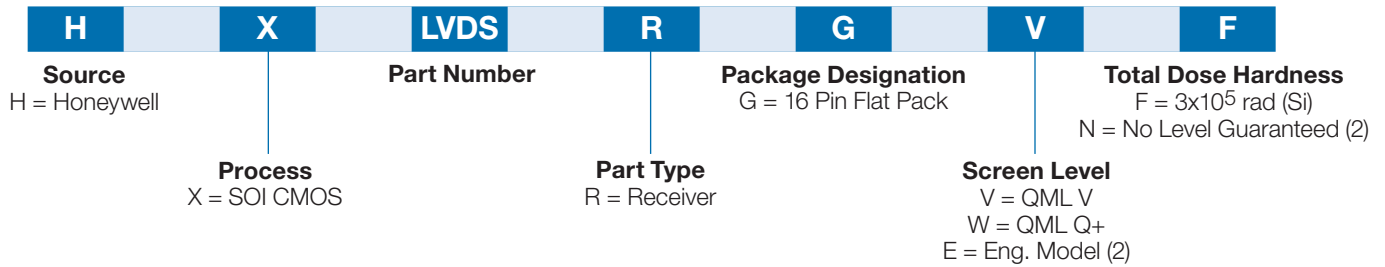 H X LVDS R G V F
Source
H = Honeywell
Part Number
Package Designation
G = 16 Pin Flat Pack
Total Dose Hardness
F = 3x10⁵ rad (Si)
N = No Level Guaranteed (2)
Process
X = SOI CMOS
Part Type
R = Receiver
Screen Level
V = QML V
W = QML Q+
E = Eng. Model (2)